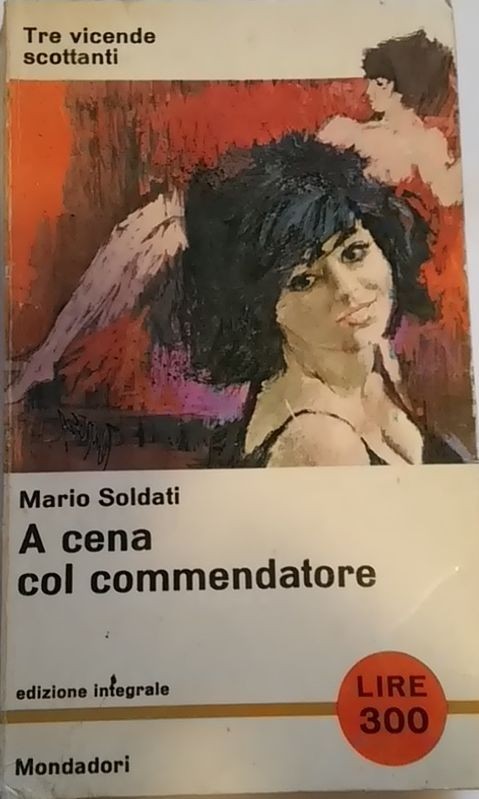 Tre vicende
scottanti
Mario Soldati
A cena
col commendatore
edizione integrale
LIRE
300
Mondadori